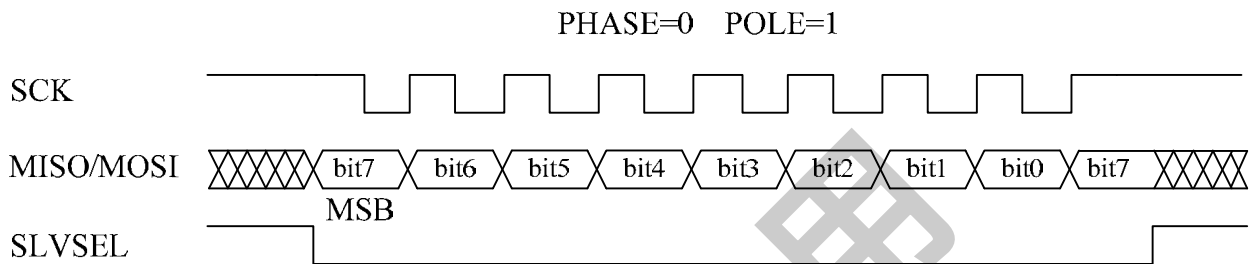 PHASE=0 POLE=1
SCK
MISO/MOSI bit7 bit6 bit5 bit4 bit3 bit2 bit1 bit0 bit7
MSB
SLVSEL